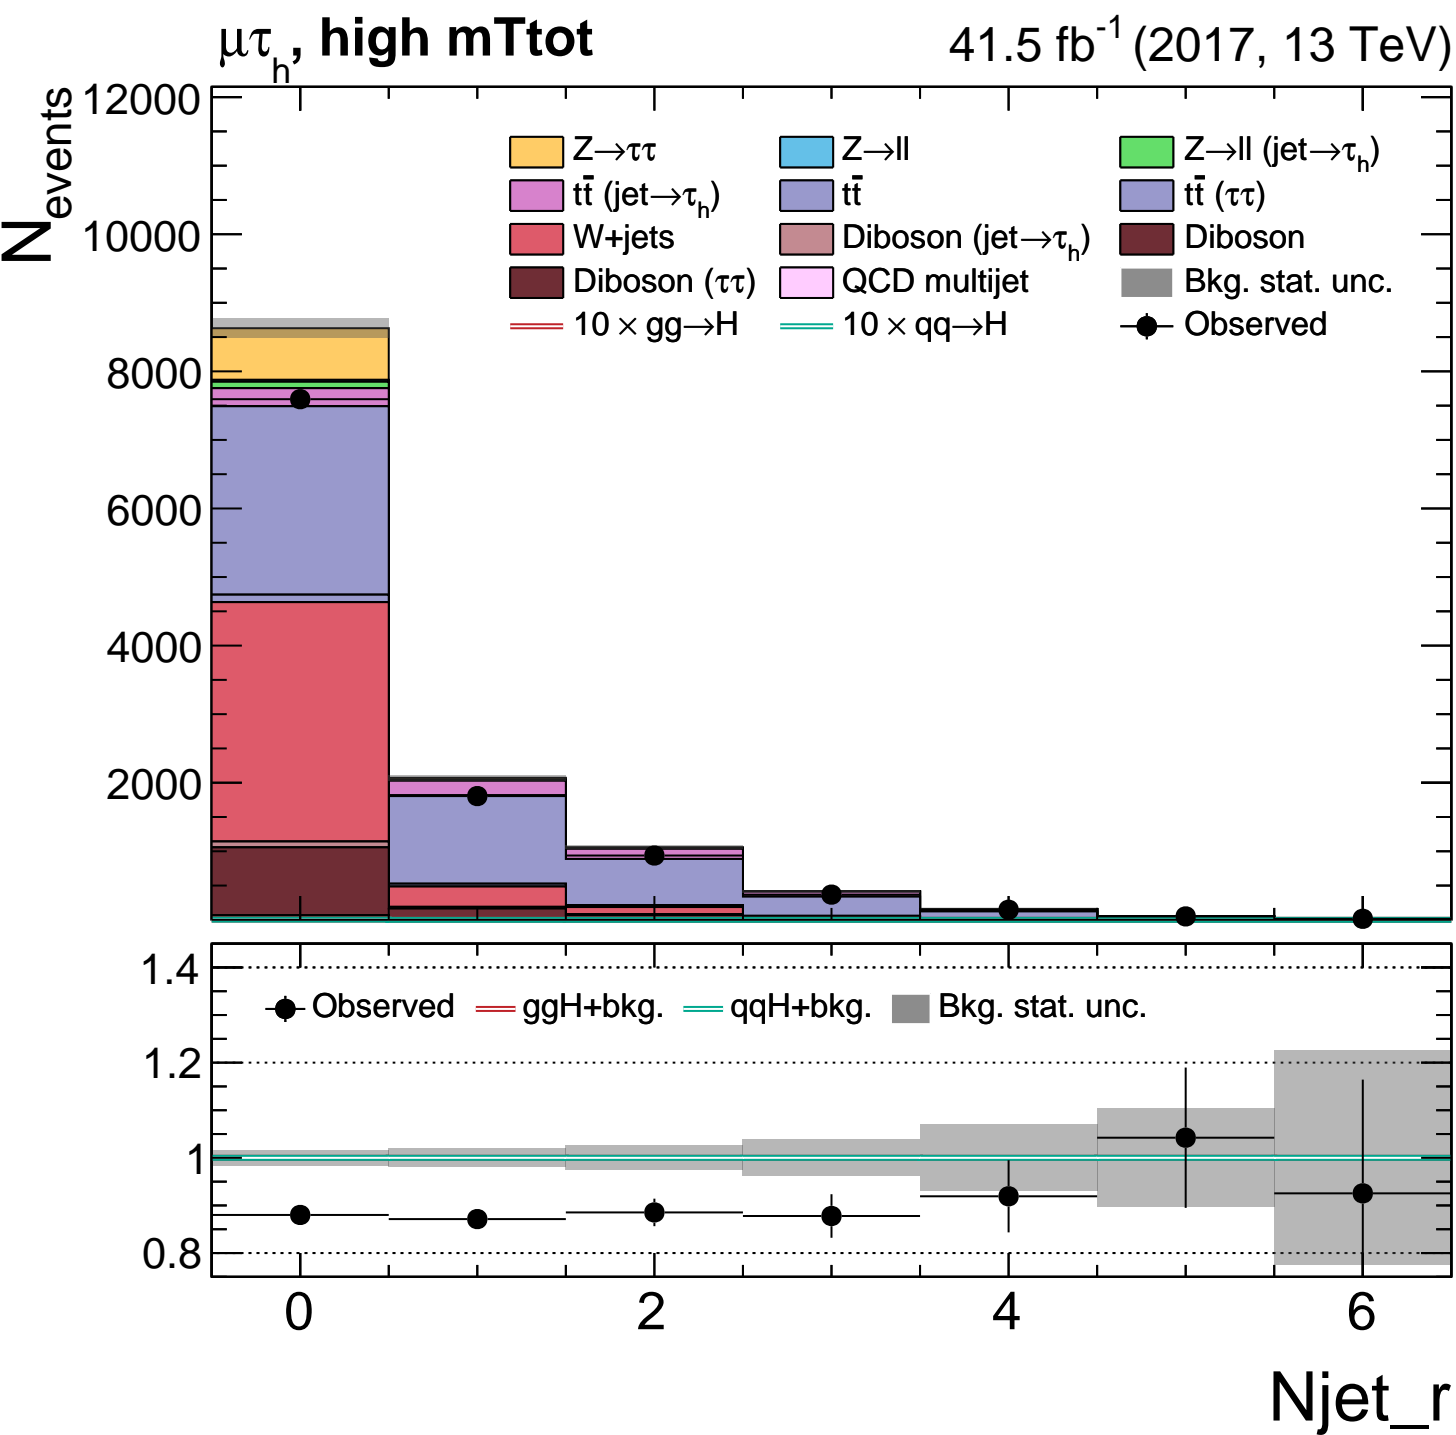 μτh, high mTtot 41.5 fb-1 (2017, 13 TeV)
Nevents
12000
10000
8000
6000
4000
2000
Z→ττ Z→ll Z→ll (jet→τh)
tt̄ (jet→τh) tt̄ tt̄ (ττ)
W+jets Diboson (jet→τh) Diboson
Diboson (ττ) QCD multijet Bkg. stat. unc.
10 × gg→H 10 × qq→H Observed
1.4
1.2
1
0.8
Observed ggH+bkg. qqH+bkg. Bkg. stat. unc.
0 2 4 6
Njet_r